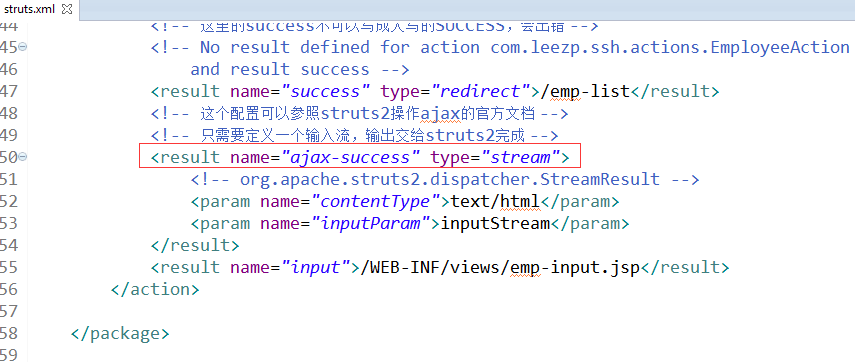 struts.xml
44 <!-- 这里的success不可以写成大写的SUCCESS，会出错 -->
45 <!-- No result defined for action com.leezp.ssh.actions.EmployeeAction
46 and result success -->
47 <result name="success" type="redirect">/emp-list</result>
48 <!-- 这个配置可以参照struts2操作ajax的官方文档 -->
49 <!-- 只需要定义一个输入流，输出交给struts2完成 -->
50 <result name="ajax-success" type="stream">
51 <!-- org.apache.struts2.dispatcher.StreamResult -->
52 <param name="contentType">text/html</param>
53 <param name="inputParam">inputStream</param>
54 </result>
55 <result name="input">/WEB-INF/views/emp-input.jsp</result>
56 </action>
57
58 </package>
59